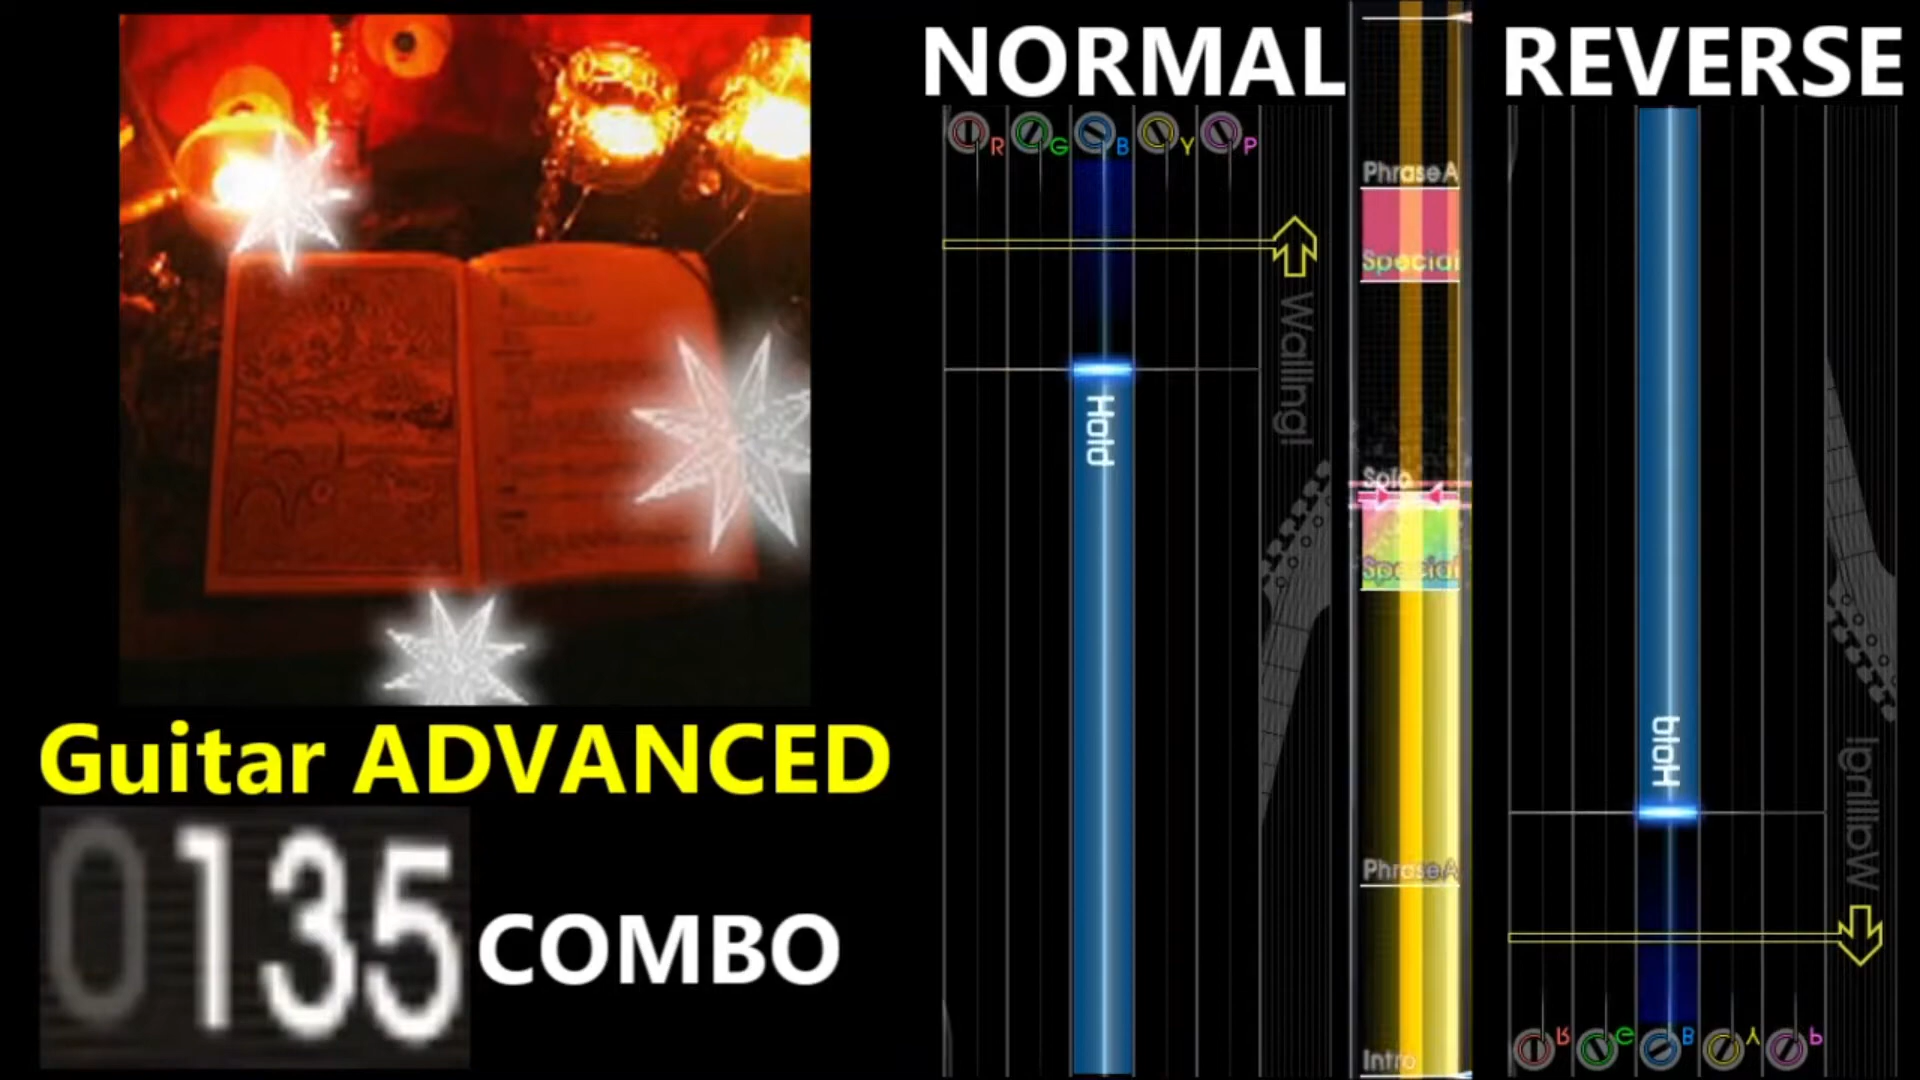 NORMAL
REVERSE
R G B Y P
Phrase A
Special
Wailing!
Hold
Solo
Special
Hold
Wailing!
Guitar ADVANCED
0135 COMBO
Phrase A
Intro
R G B Y P